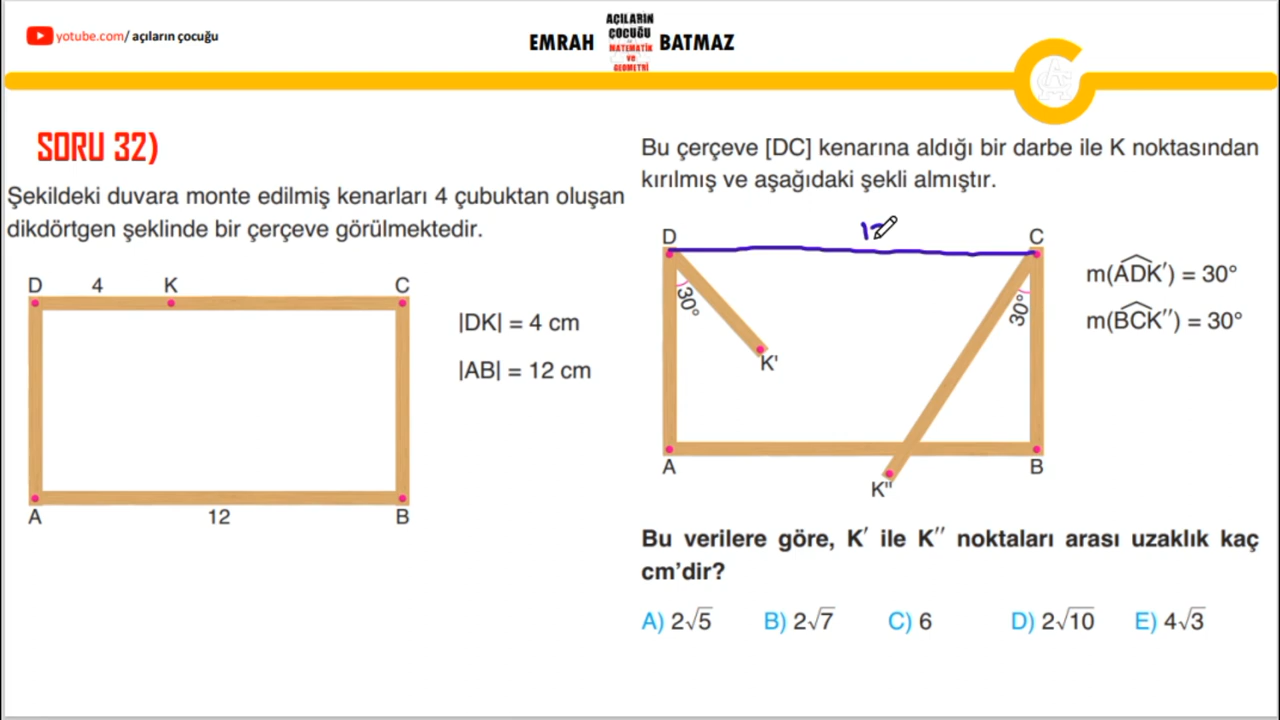 yotube.com/ açıların çocuğu
EMRAH
AÇILARIN
ÇOCUĞU
MATEMATİK
ve
GEOMETRİ
BATMAZ
SORU 32)
Şekildeki duvara monte edilmiş kenarları 4 çubuktan oluşan
dikdörtgen şeklinde bir çerçeve görülmektedir.
D 4 K C
|DK| = 4 cm
|AB| = 12 cm
A 12 B
Bu çerçeve [DC] kenarına aldığı bir darbe ile K noktasından
kırılmış ve aşağıdaki şekli almıştır.
12
D C
30° 30°
K'
A B
K''
m(ADK′) = 30°
m(BCK′′) = 30°
Bu verilere göre, K′ ile K′′ noktaları arası uzaklık kaç
cm'dir?
A) 2√5 B) 2√7 C) 6 D) 2√10 E) 4√3